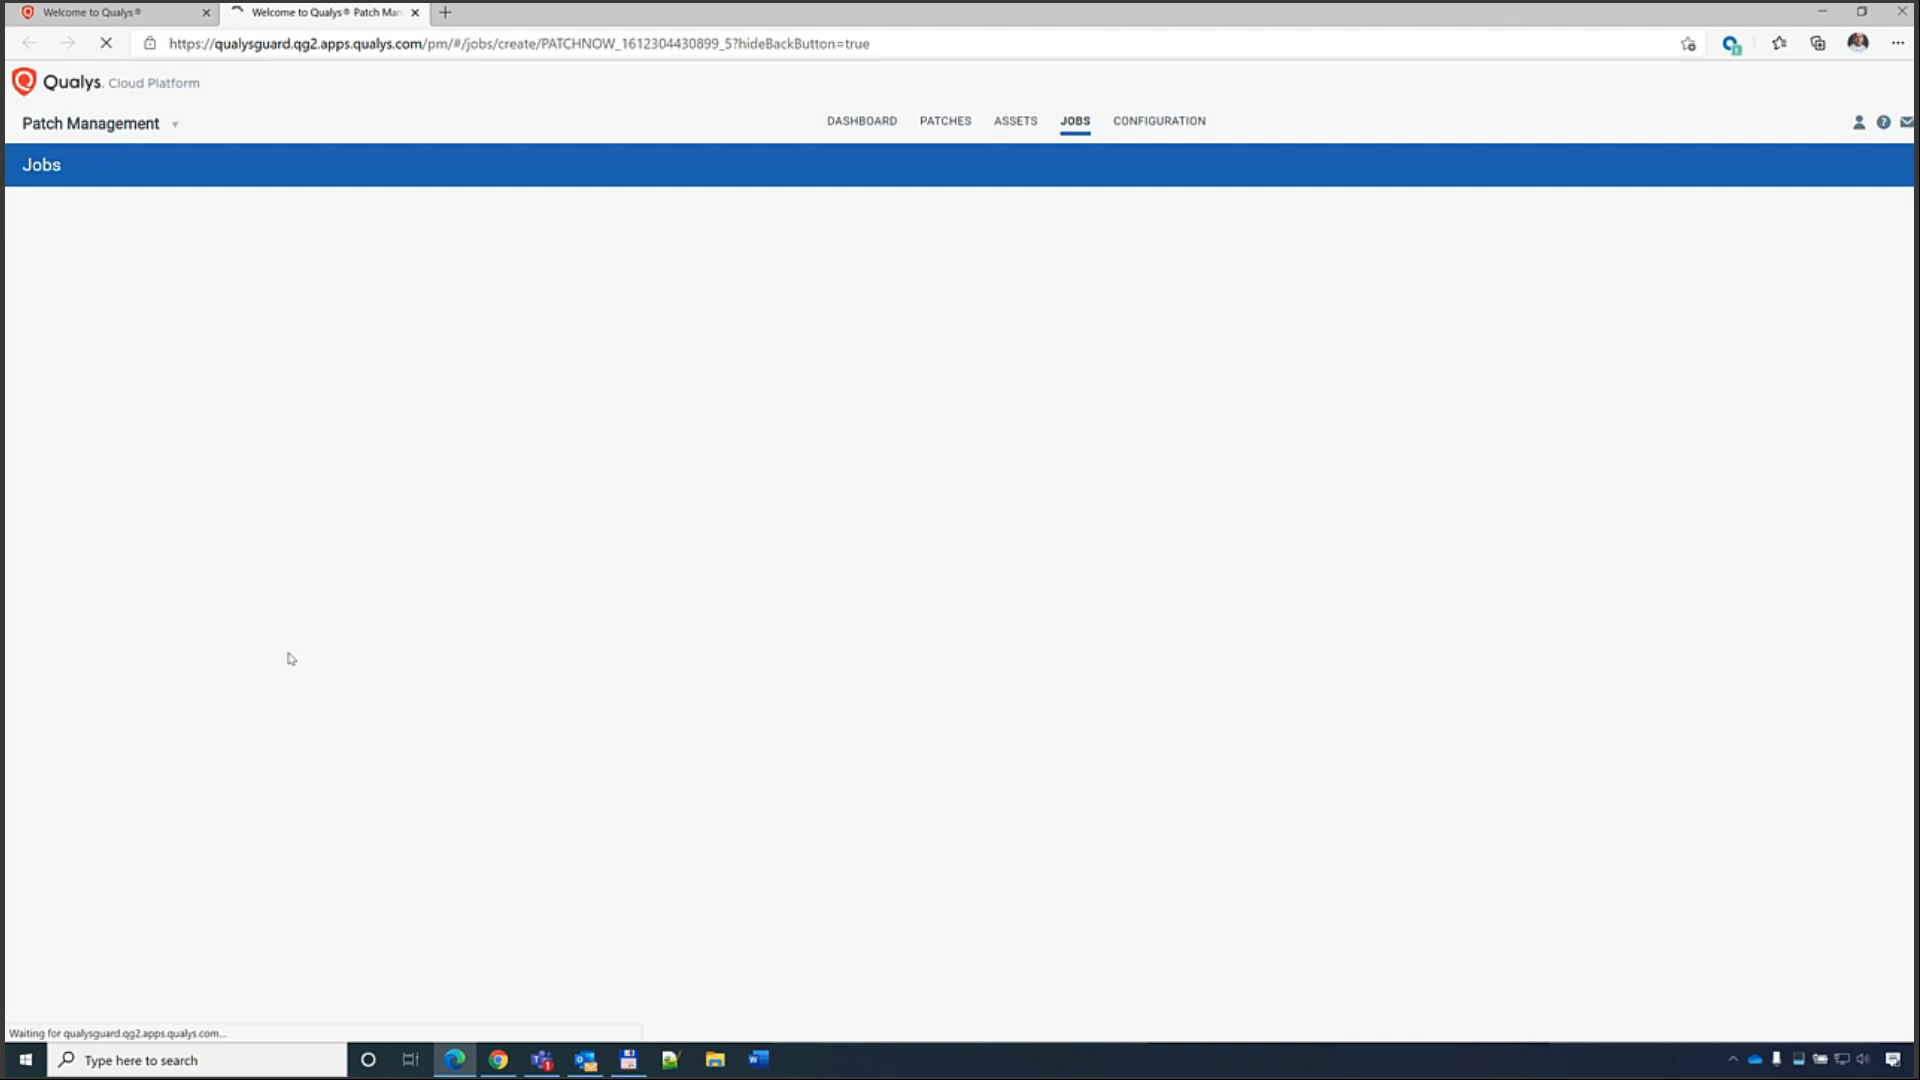 Welcome to Qualys®
Welcome to Qualys® Patch Man
https://qualysguard.qg2.apps.qualys.com/pm/#/jobs/create/PATCHNOW_1612304430899_5?hideBackButton=true
Qualys. Cloud Platform
Patch Management
DASHBOARD PATCHES ASSETS JOBS CONFIGURATION
Jobs
Waiting for qualysguard.qg2.apps.qualys.com...
Type here to search